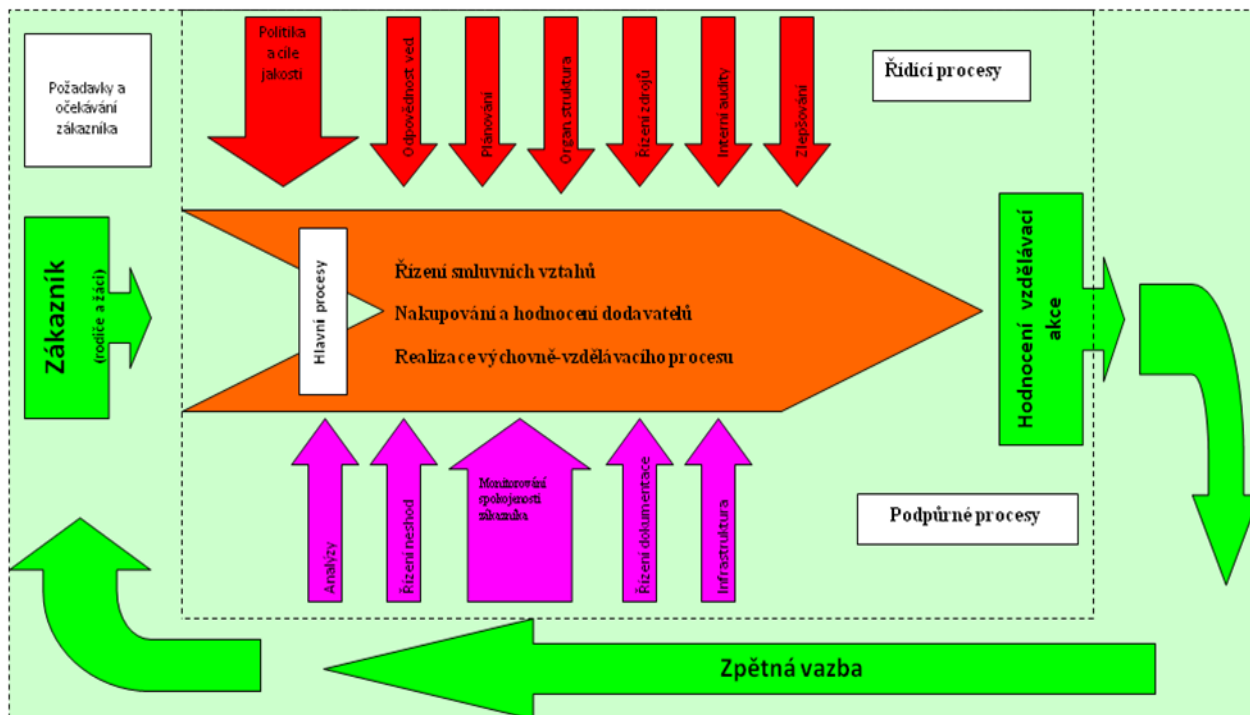 Politika
a cíle
jakosti
Odpovědnost ved
Plánování
Organ.struktura
Řízení zdrojů
Interní audity
Zlepšování
Řídící procesy
Požadavky a
očekávání
zákazníka
Zákazník
(rodiče a žáci)
Hlavní procesy
Řízení smluvních vztahů
Nakupování a hodnocení dodavatelů
Realizace výchovně-vzdělávacího procesu
Hodnocení vzdělávací
akce
Analýzy
Řízení neshod
Monitorování
spokojenosti
zákazníka
Řízení dokumentace
Infrastruktura
Podpůrné procesy
Zpětná vazba